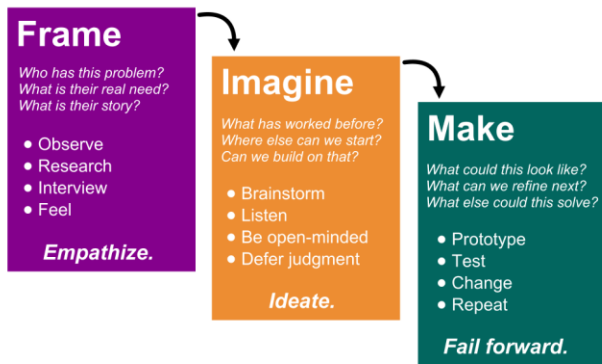 Frame
Who has this problem?
What is their real need?
What is their story?
● Observe
● Research
● Interview
● Feel
Empathize.
Imagine
What has worked before?
Where else can we start?
Can we build on that?
● Brainstorm
● Listen
● Be open-minded
● Defer judgment
Ideate.
Make
What could this look like?
What can we refine next?
What else could this solve?
● Prototype
● Test
● Change
● Repeat
Fail forward.